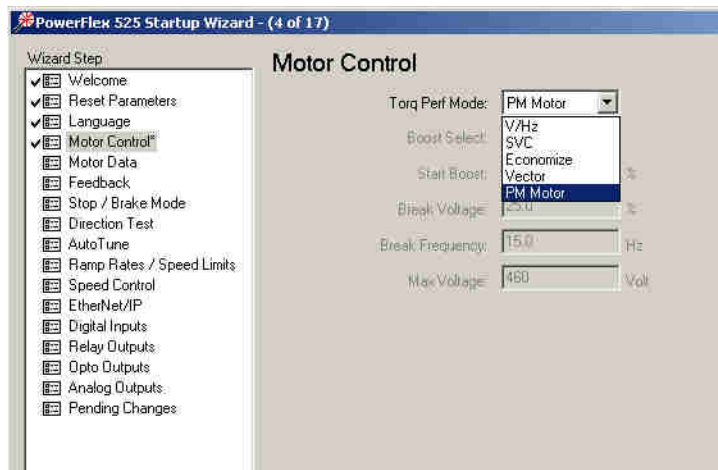 PowerFlex 525 Startup Wizard - (4 of 17)
Wizard Step
Welcome
Reset Parameters
Language
Motor Control*
Motor Data
Feedback
Stop / Brake Mode
Direction Test
AutoTune
Ramp Rates / Speed Limits
Speed Control
EtherNet/IP
Digital Inputs
Relay Outputs
Opto Outputs
Analog Outputs
Pending Changes
Motor Control
Torq Perf Mode: PM Motor
V/Hz
SVC
Economize
Vector
PM Motor
Boost Select:
Start Boost: %
Break Voltage: 25.0 %
Break Frequency: 15.0 Hz
Max Voltage: 460 Volt